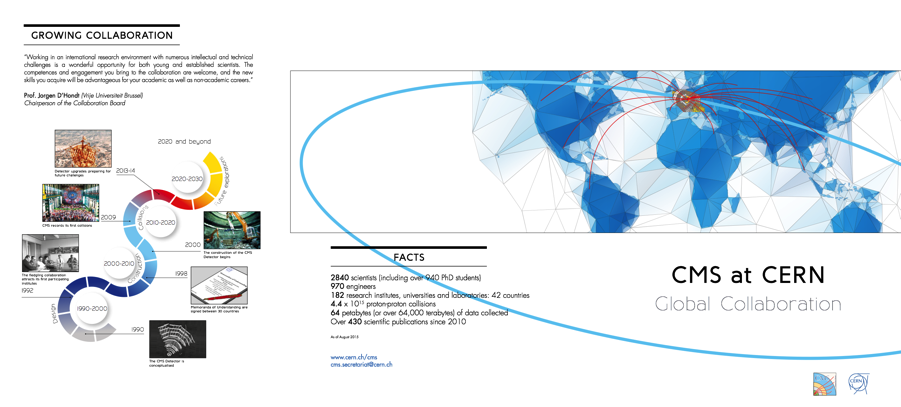 GROWING COLLABORATION
"Working in an international research environment with numerous intellectual and technical
challenges is a wonderful opportunity for both young and established scientists. The
competences and engagement you bring to the collaboration are welcome, and the new
skills you acquire will be advantageous for your academic as well as non-academic careers."
Prof. Jorgen D'Hondt (Vrije Universiteit Brussel)
Chairperson of the Collaboration Board
2020 and beyond
Detector upgrades preparing for
future challenges
2013-14
2020-2030
Future
CMS records its first collisions
2009
2010-2020
2000
The construction of the CMS
Detector begins
The fledgling collaboration
attracts its first participating
institutes
1992
2000-2010
Construction
1998
Memoranda of Understanding are
signed between 30 countries
Design
1990-2000
1990
The CMS Detector is
conceptualised
FACTS
2840 scientists (including over 940 PhD students)
970 engineers
182 research institutes, universities and laboratories: 42 countries
4.4 x 10¹⁵ proton-proton collisions
64 petabytes (or over 64,000 terabytes) of data collected
Over 430 scientific publications since 2010
As of August 2015
www.cern.ch/cms
cms.secretariat@cern.ch
CMS at CERN
Global Collaboration
CERN